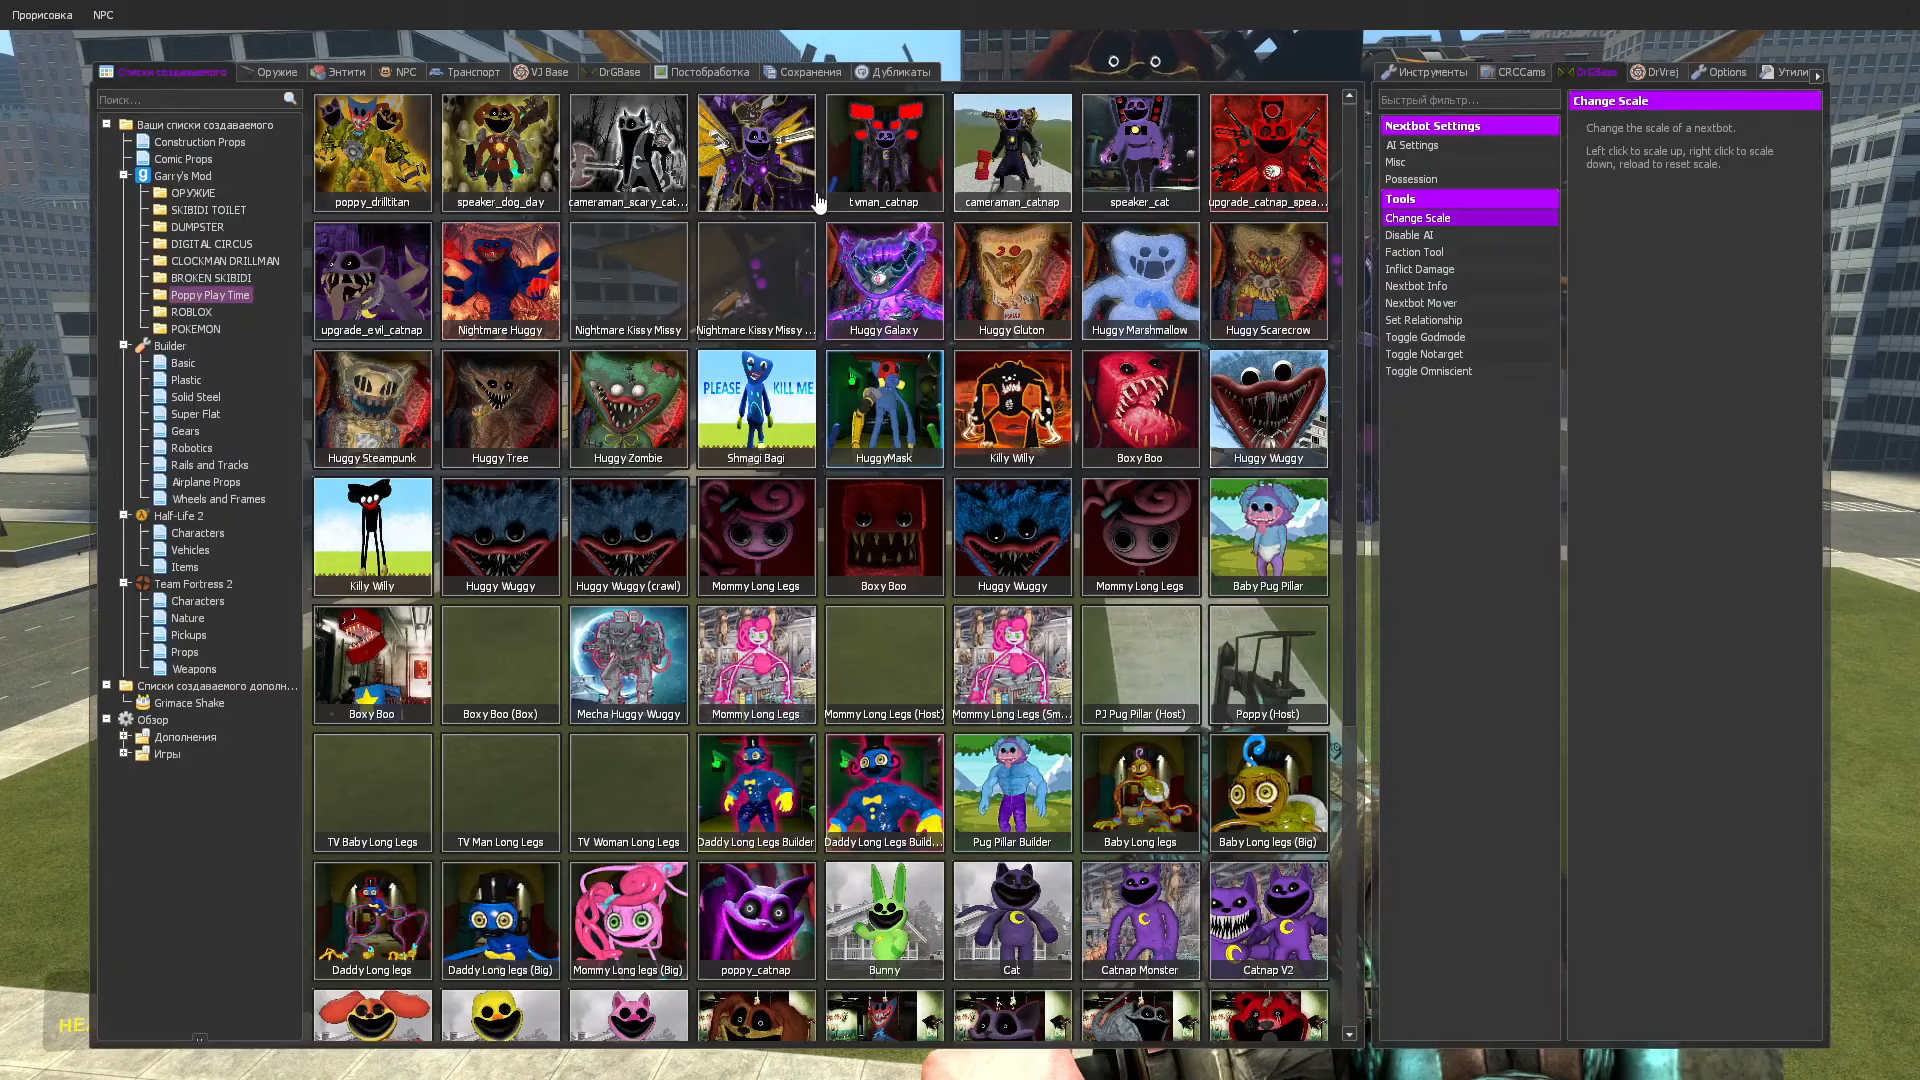 Прорисовка NPC
Списки создаваемого Оружие Энтити NPC Транспорт VJ Base DrGBase Постобработка Сохранения Дубликаты
Инструменты CRCCams DrGBase DrVrej Options Утили
Поиск...
Ваши списки создаваемого
Construction Props
Comic Props
Garry's Mod
ОРУЖИЕ
SKIBIDI TOILET
DUMPSTER
DIGITAL CIRCUS
CLOCKMAN DRILLMAN
BROKEN SKIBIDI
Poppy Play Time
ROBLOX
POKEMON
Builder
Basic
Plastic
Solid Steel
Super Flat
Gears
Robotics
Rails and Tracks
Airplane Props
Wheels and Frames
Half-Life 2
Characters
Vehicles
Items
Team Fortress 2
Characters
Nature
Pickups
Props
Weapons
Списки создаваемого дополн...
Grimace Shake
Обзор
Дополнения
Игры
poppy_drilltitan speaker_dog_day cameraman_scary_cat... tvman_catnap cameraman_catnap speaker_cat upgrade_catnap_spea...
upgrade_evil_catnap Nightmare Huggy Nightmare Kissy Missy Nightmare Kissy Missy ... Huggy Galaxy Huggy Gluton Huggy Marshmallow Huggy Scarecrow
PLEASE KILL ME
Huggy Steampunk Huggy Tree Huggy Zombie Shmagi Bagi HuggyMask Killy Willy Boxy Boo Huggy Wuggy
Killy Willy Huggy Wuggy Huggy Wuggy (crawl) Mommy Long Legs Boxy Boo Huggy Wuggy Mommy Long Legs Baby Pug Pillar
Boxy Boo Boxy Boo (Box) Mecha Huggy Wuggy Mommy Long Legs Mommy Long Legs (Host) Mommy Long Legs (Sm... PJ Pug Pillar (Host) Poppy (Host)
TV Baby Long Legs TV Man Long Legs TV Woman Long Legs Daddy Long Legs Builder Daddy Long Legs Build... Pug Pillar Builder Baby Long legs Baby Long legs (Big)
Daddy Long legs Daddy Long legs (Big) Mommy Long legs (Big) poppy_catnap Bunny Cat Catnap Monster Catnap V2
Быстрый фильтр...
Nextbot Settings
AI Settings
Misc
Possession
Tools
Change Scale
Disable AI
Faction Tool
Inflict Damage
Nextbot Info
Nextbot Mover
Set Relationship
Toggle Godmode
Toggle Notarget
Toggle Omniscient
Change Scale
Change the scale of a nextbot.
Left click to scale up, right click to scale
down, reload to reset scale.